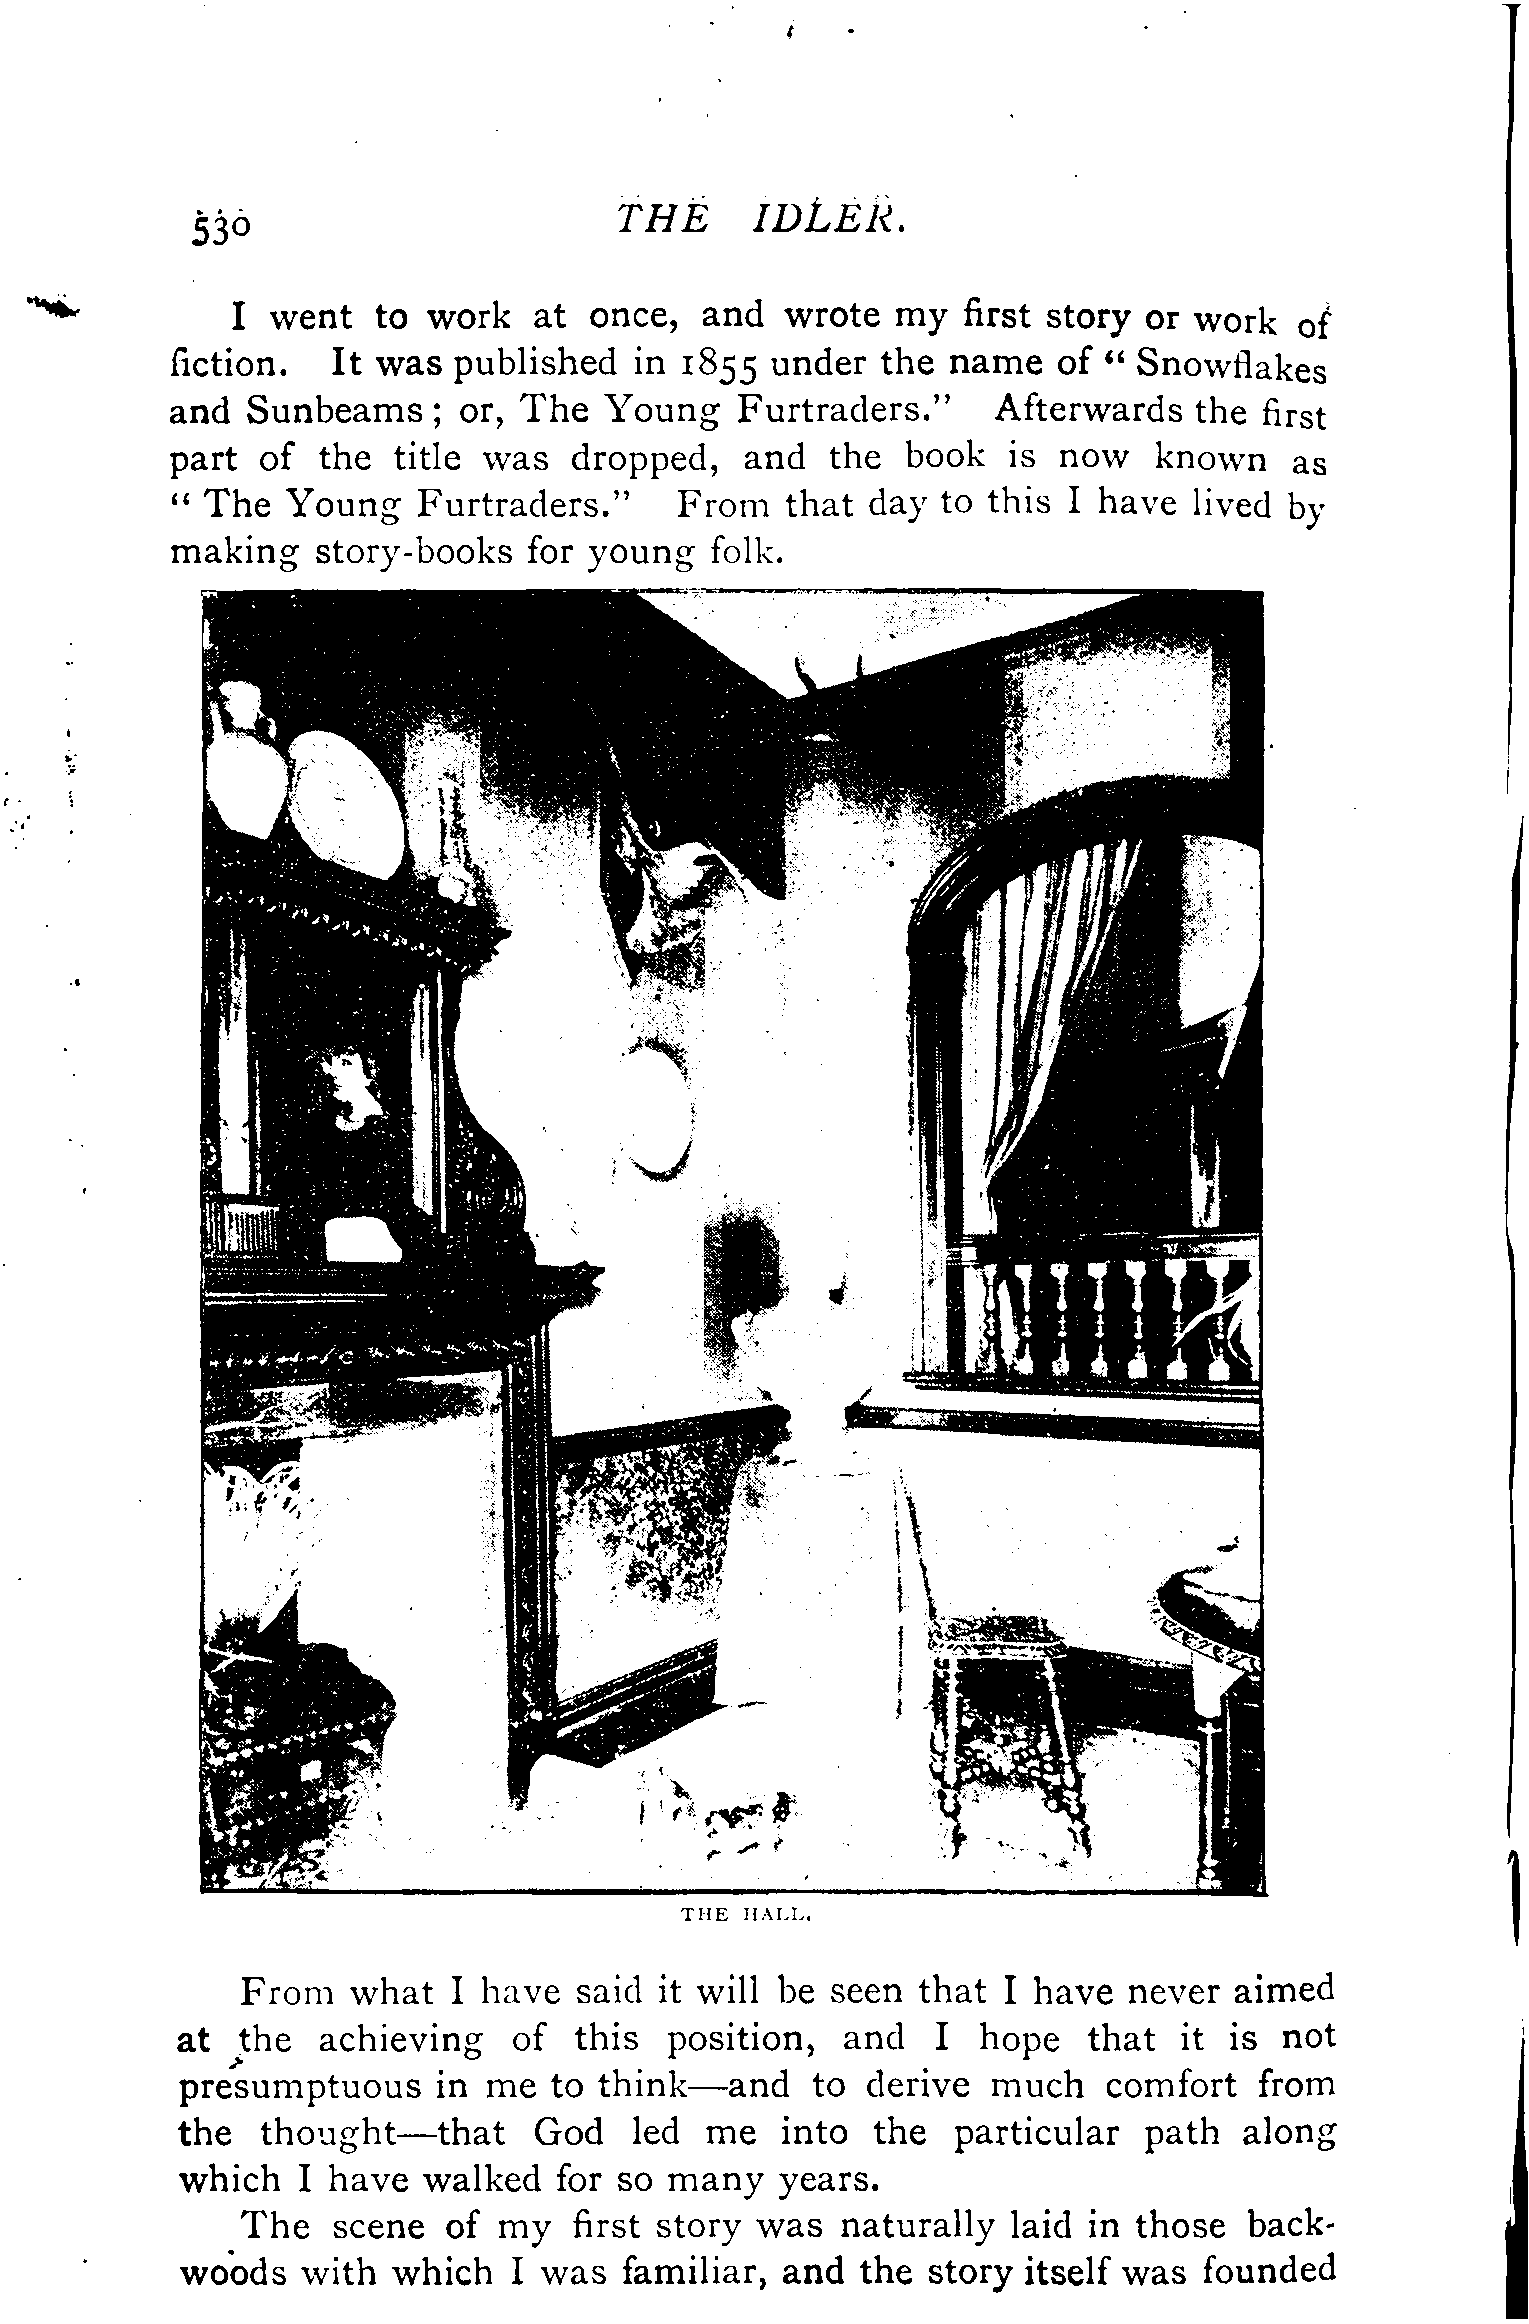 530 THE IDLER.
I went to work at once, and wrote my first story or work of
fiction. It was published in 1855 under the name of “ Snowflakes
and Sunbeams ; or, The Young Furtraders.” Afterwards the first
part of the title was dropped, and the book is now known as
“ The Young Furtraders.” From that day to this I have lived by
making story-books for young folk.
THE HALL.
From what I have said it will be seen that I have never aimed
at the achieving of this position, and I hope that it is not
presumptuous in me to think—and to derive much comfort from
the thought—that God led me into the particular path along
which I have walked for so many years.
The scene of my first story was naturally laid in those back-
woods with which I was familiar, and the story itself was founded